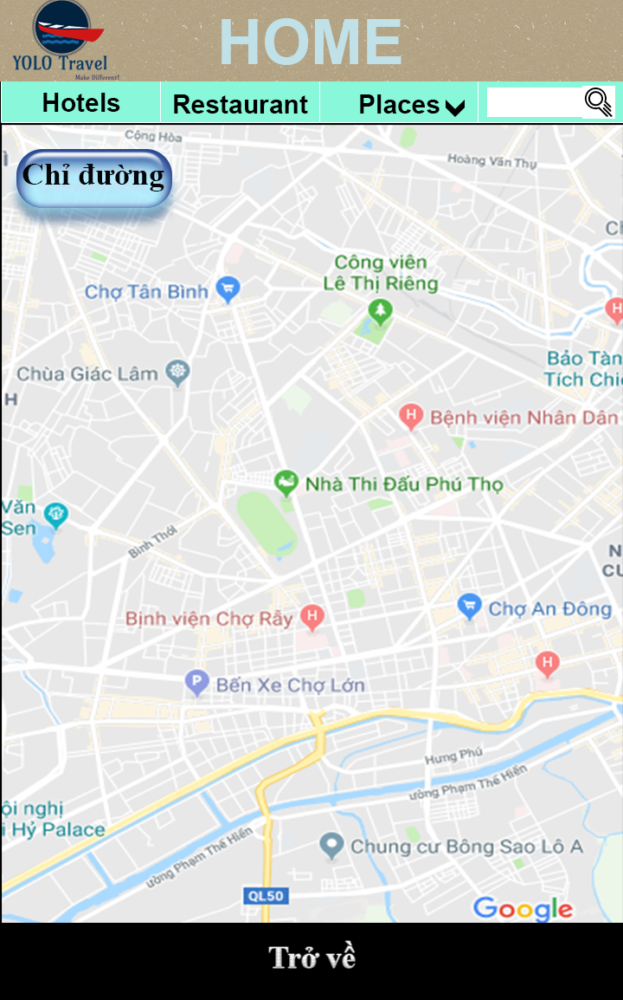 HOME
YOLO Travel
Make Different!
Hotels
Restaurant
Places
Cộng Hòa
Hoàng Văn Thụ
Chỉ đường
Công viên
Lê Thị Riêng
Chợ Tân Bình
Bảo Tàn
Tích Chiế
Chùa Giác Lâm
H
Bệnh viện Nhân Dân
Nhà Thi Đấu Phú Thọ
Văn
Sen
Bình Thới
N
CƯ
Bịnh viện Chợ Rẫy
Chợ An Đông
Bến Xe Chợ Lớn
Hưng Phú
ường Phạm Thế Hiển
ội nghị
i Hỷ Palace
ường Phạm Thế Hiển
Chung cư Bông Sao Lô A
QL50
Google
Trở về